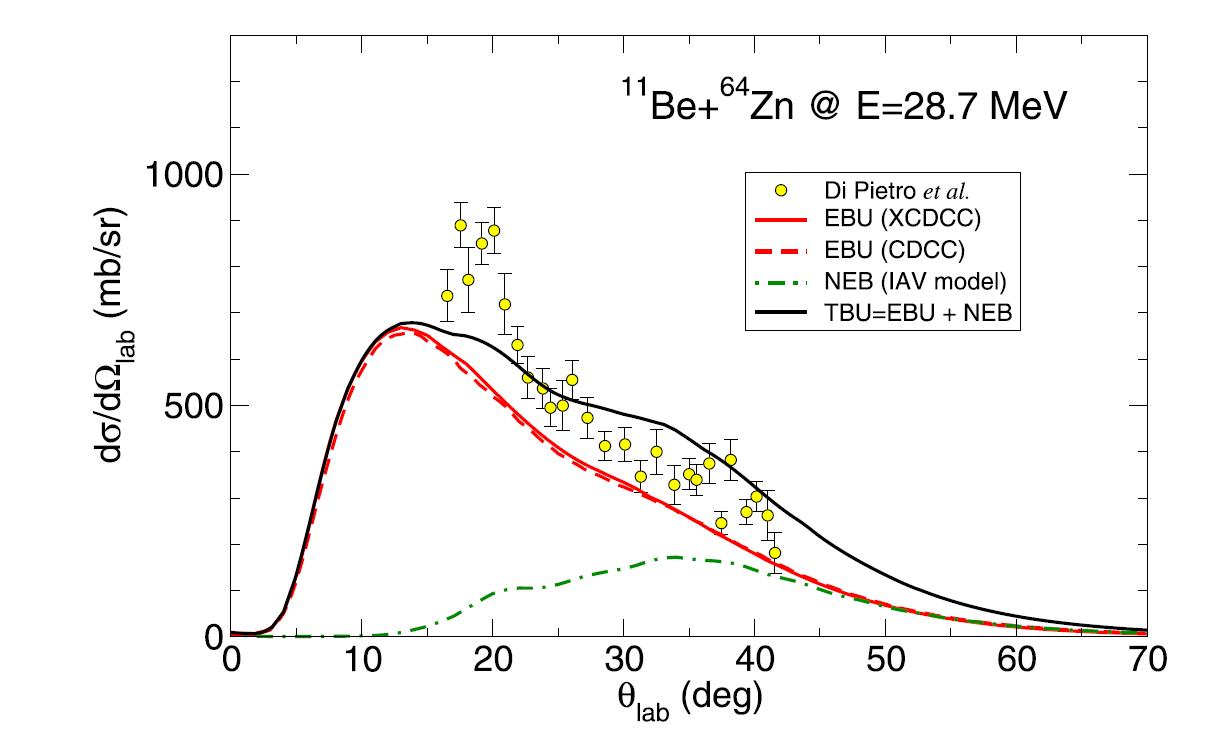 11Be+64Zn @ E=28.7 MeV
1000
500
0
dσ/dΩlab (mb/sr)
Di Pietro et al.
EBU (XCDCC)
EBU (CDCC)
NEB (IAV model)
TBU=EBU + NEB
0 10 20 30 40 50 60 70
θlab (deg)